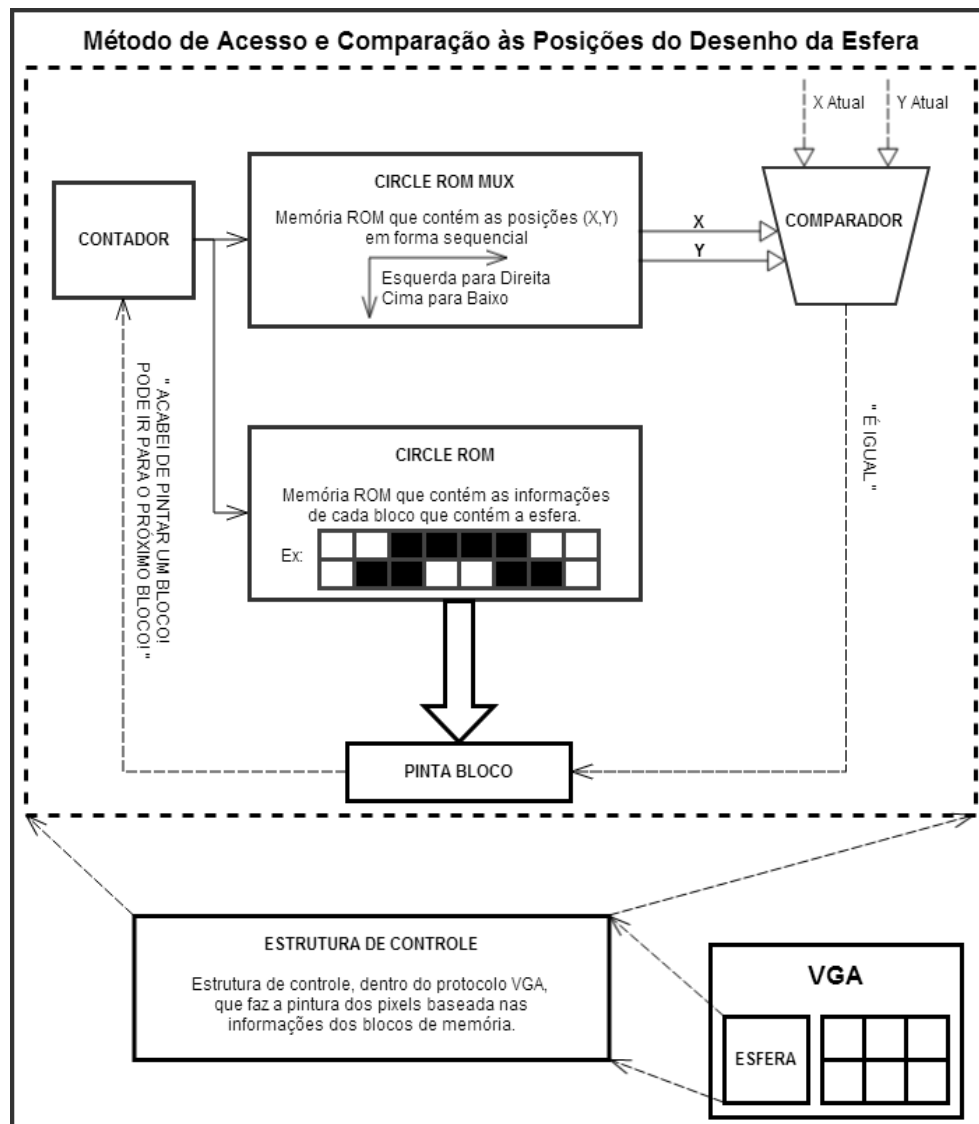 Método de Acesso e Comparação às Posições do Desenho da Esfera
X Atual
Y Atual
CONTADOR
CIRCLE ROM MUX
Memória ROM que contém as posições (X,Y)
em forma sequencial
Esquerda para Direita
Cima para Baixo
X
Y
COMPARADOR
" ACABEI DE PINTAR UM BLOCO!
PODE IR PARA O PRÓXIMO BLOCO! "
" É IGUAL "
CIRCLE ROM
Memória ROM que contém as informações
de cada bloco que contém a esfera.
Ex:
PINTA BLOCO
ESTRUTURA DE CONTROLE
Estrutura de controle, dentro do protocolo VGA,
que faz a pintura dos pixels baseada nas
informações dos blocos de memória.
VGA
ESFERA